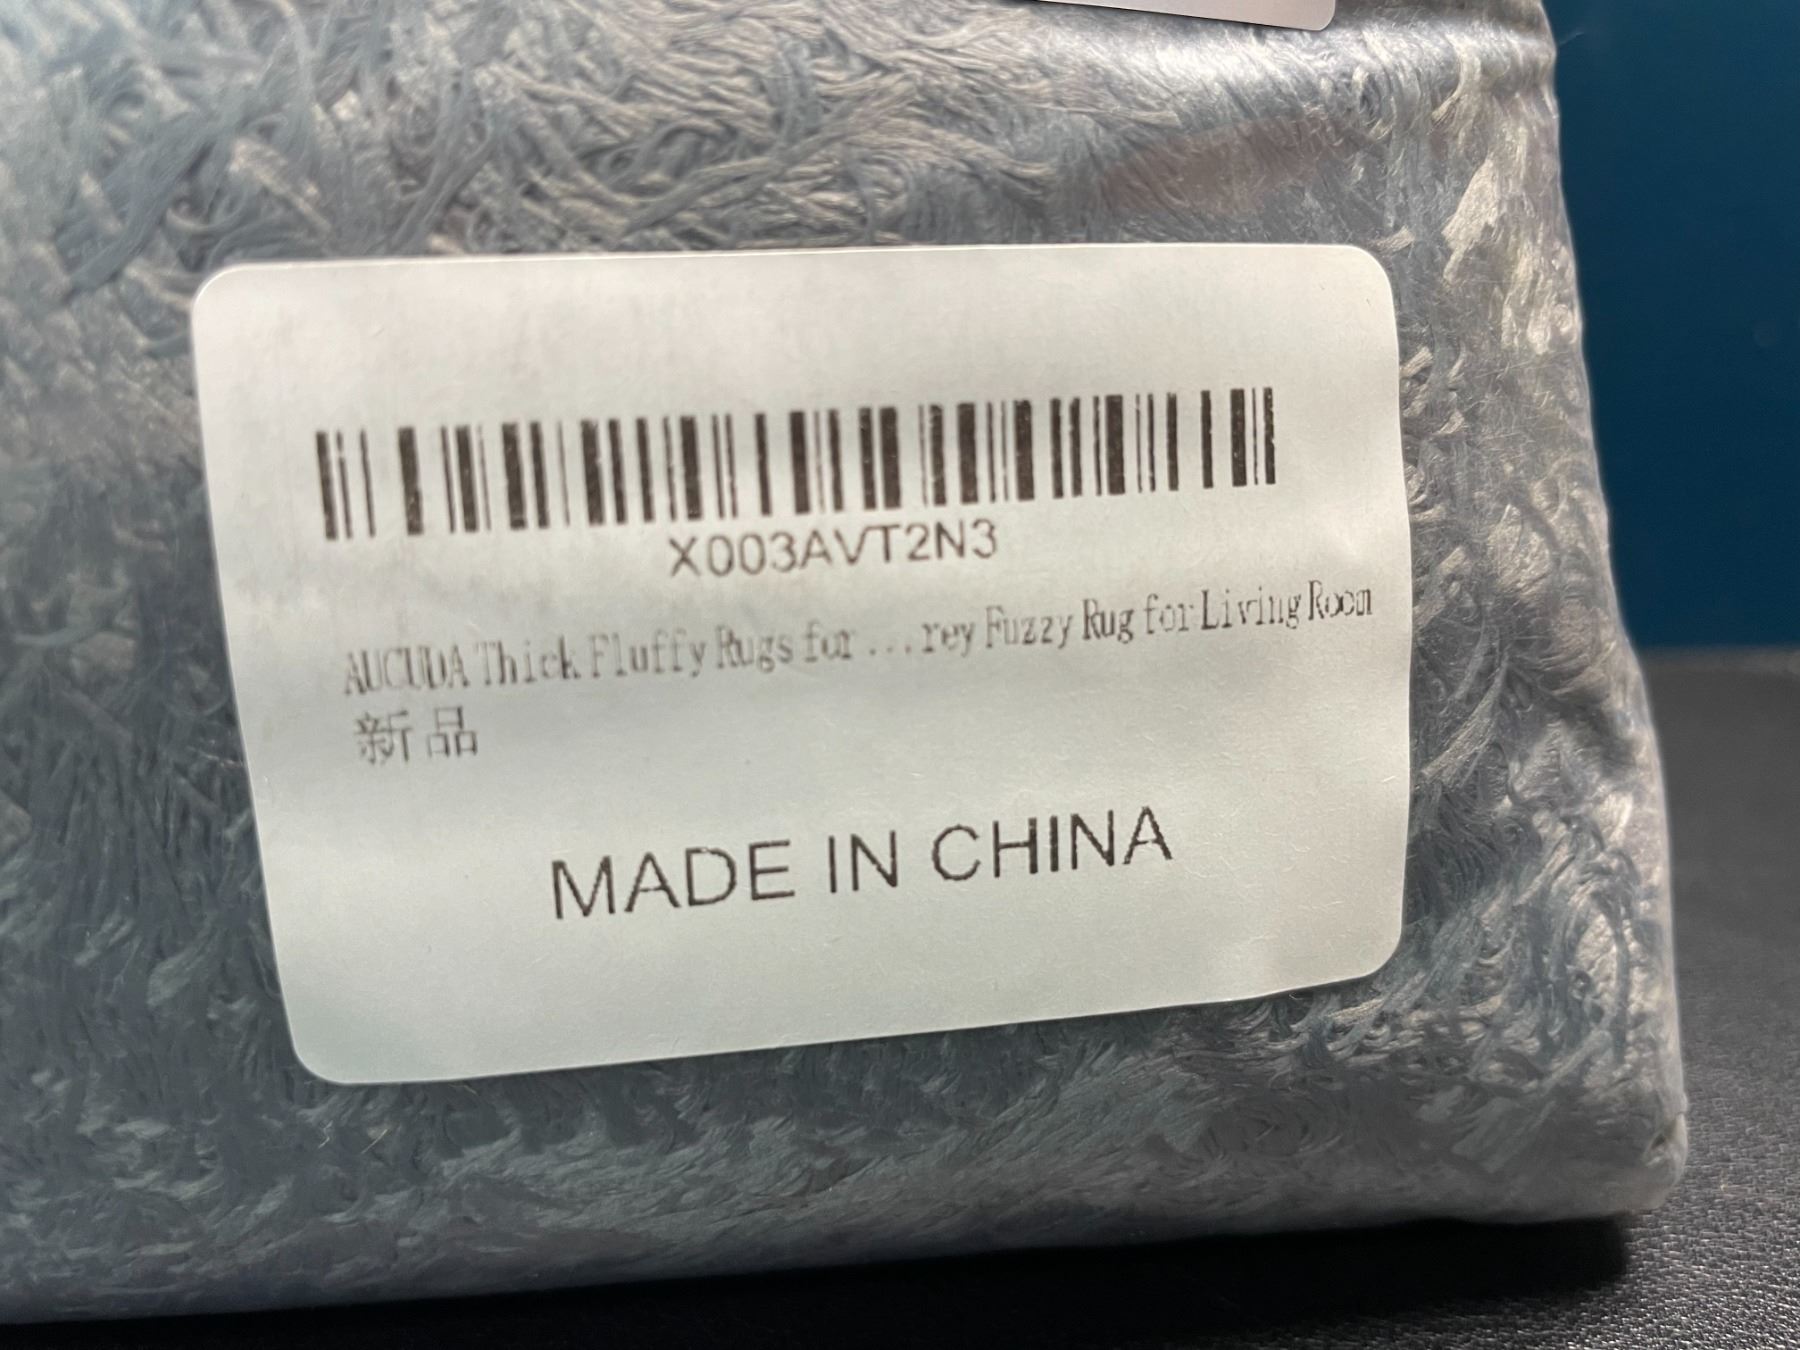 X003AVT2N3
AUCUDA Thick Fluffy Rugs for ...rey Fuzzy Rug for Living Room
新品
MADE IN CHINA